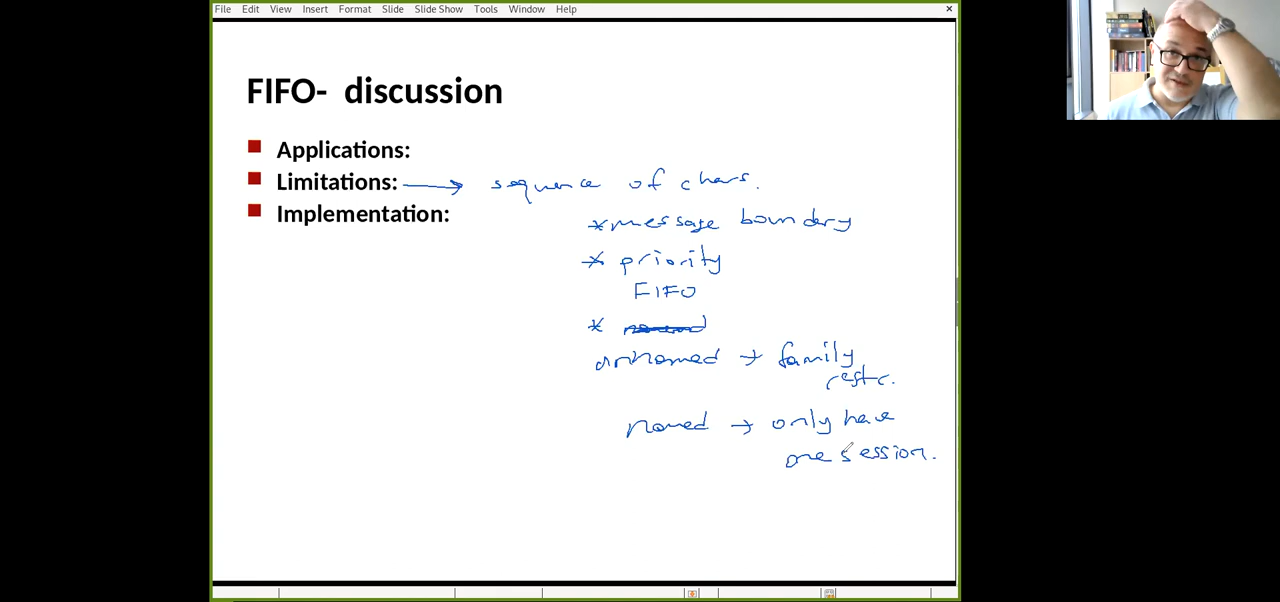 File Edit View Insert Format Slide Slide Show Tools Window Help ×
FIFO- discussion
Applications:
Limitations: → sequence of chars.
Implementation:
* message boundary
* priority
FIFO
*
unnamed → family
restr.
named → only have
one session.